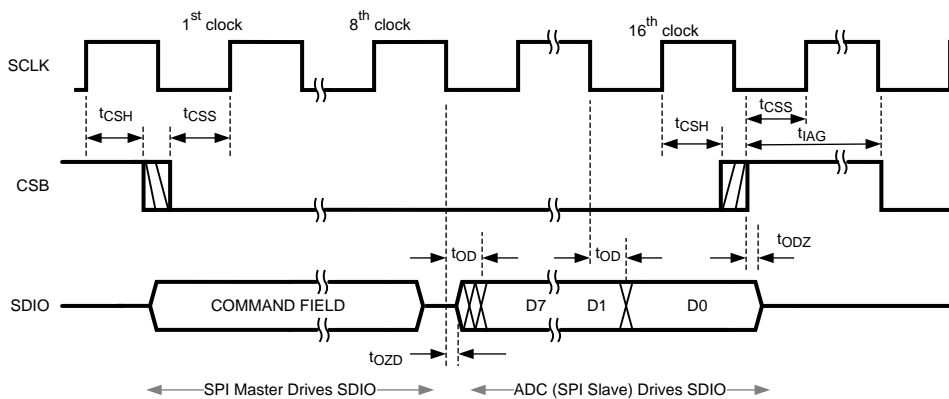 1st clock 8th clock 16th clock
SCLK
tCSH tCSS tCSH tCSS
tIAG
CSB
tOD tOD tODZ
SDIO COMMAND FIELD D7 D1 D0
tOZD
SPI Master Drives SDIO ADC (SPI Slave) Drives SDIO